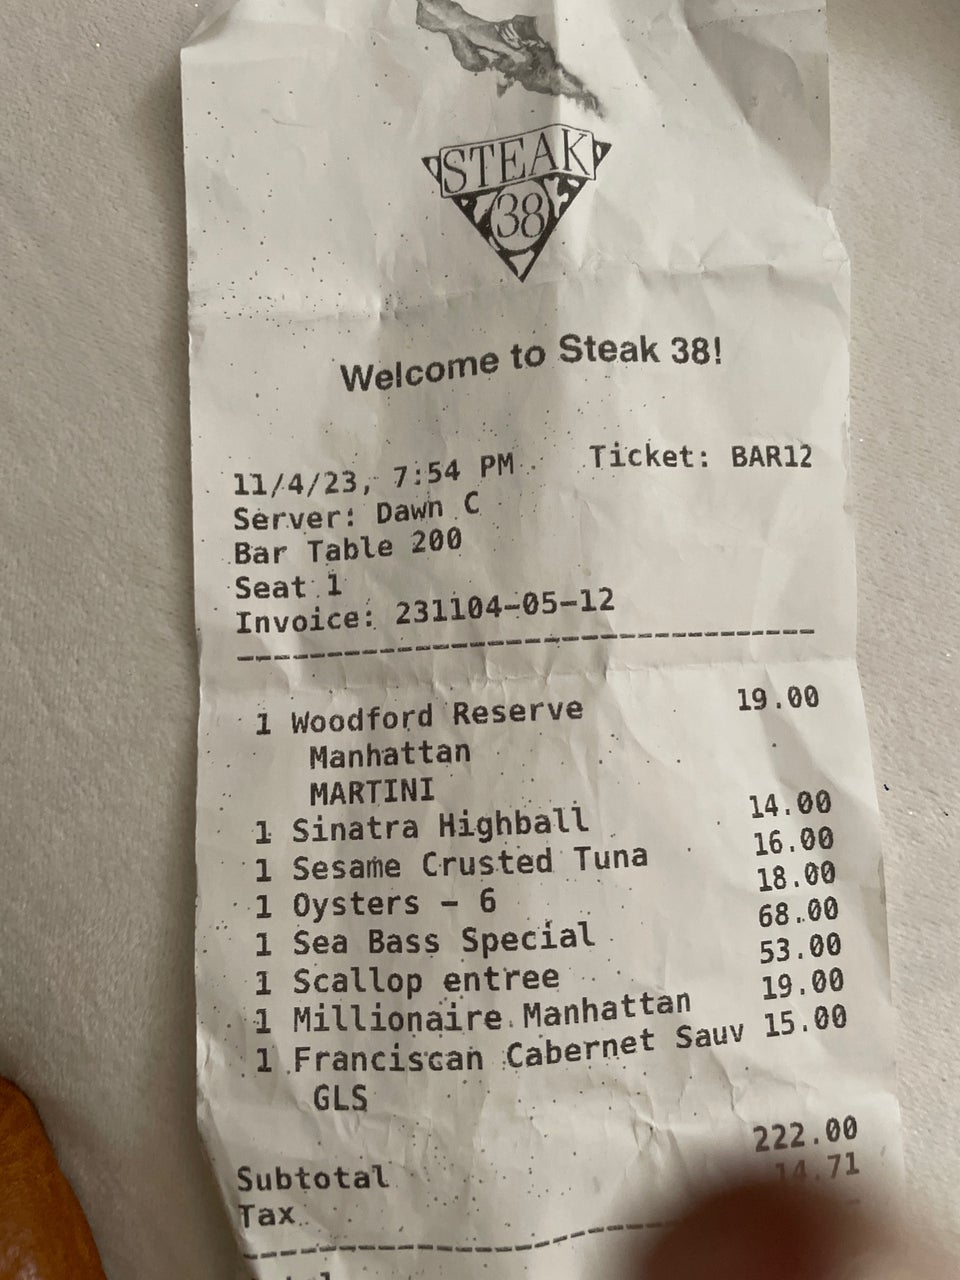 STEAK
38
Welcome to Steak 38!
11/4/23, 7:54 PM Ticket: BAR12
Server: Dawn C
Bar Table 200
Seat 1
Invoice: 231104-05-12
1 Woodford Reserve 19.00
Manhattan
MARTINI
1 Sinatra Highball 14.00
1 Sesame Crusted Tuna 16.00
1 Oysters - 6 18.00
1 Sea Bass Special 68.00
1 Scallop entree 53.00
1 Millionaire Manhattan 19.00
1 Franciscan Cabernet Sauv 15.00
GLS
Subtotal 222.00
Tax 14.71